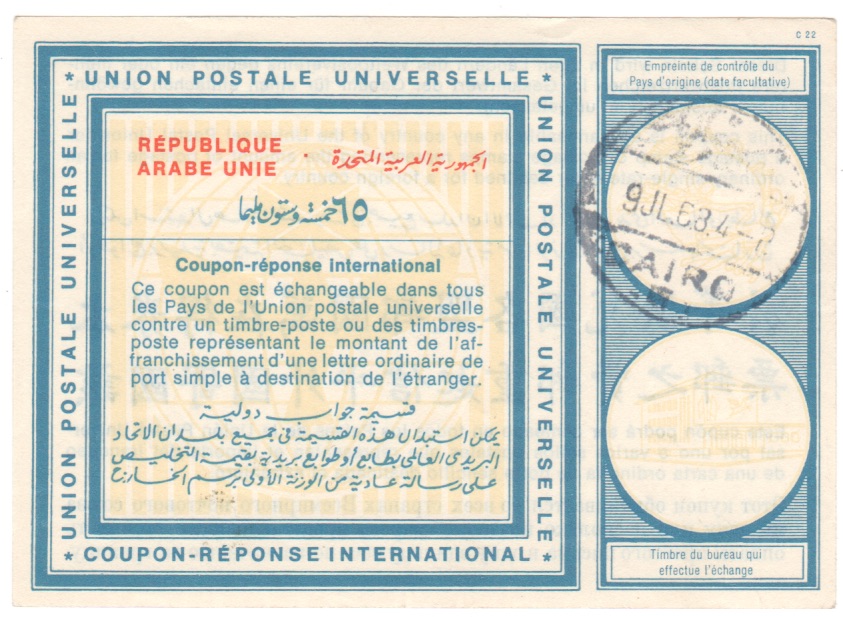 C 22
* UNION POSTALE UNIVERSELLE *
UNION POSTALE UNIVERSELLE
UNION POSTALE UNIVERSELLE
RÉPUBLIQUE
ARABE UNIE
الجمهورية العربية المتحدة
٦٥ خمسة وستون مليما
Coupon-réponse international
Ce coupon est échangeable dans tous
les Pays de l'Union postale universelle
contre un timbre-poste ou des timbres-
poste représentant le montant de l'af-
franchissement d'une lettre ordinaire de
port simple à destination de l'étranger.
قسيمة جواب دولية
يمكن استبدال هذه القسيمة في جميع بلدان الاتحاد
البريدي العالمي بطابع أو طوابع بريدية بقيمة التخليص
على رسالة عادية من الوزنة الأولى برسم الخارج
* COUPON-RÉPONSE INTERNATIONAL *
Empreinte de contrôle du
Pays d'origine (date facultative)
9 JL 68 4-
CAIRO
Timbre du bureau qui
effectue l'échange